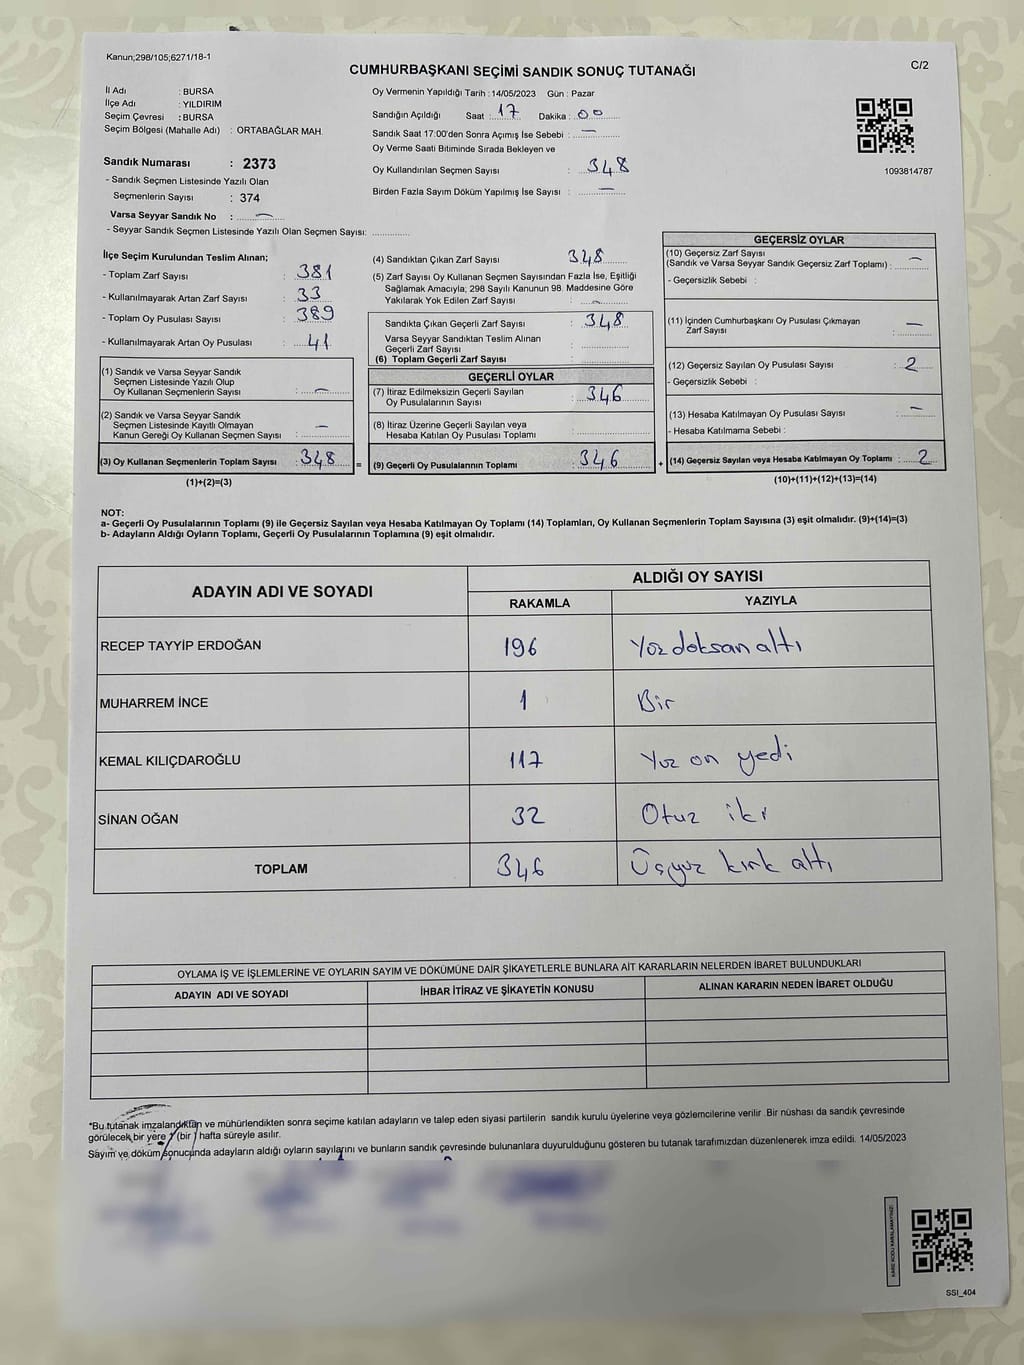 Kanun;298/105;6271/18-1
C/2
CUMHURBAŞKANI SEÇİMİ SANDIK SONUÇ TUTANAĞI
İl Adı : BURSA
İlçe Adı : YILDIRIM
Seçim Çevresi : BURSA
Seçim Bölgesi (Mahalle Adı) : ORTABAĞLAR MAH.
Sandık Numarası : 2373
- Sandık Seçmen Listesinde Yazılı Olan
Seçmenlerin Sayısı : 374
Varsa Seyyar Sandık No : —
- Seyyar Sandık Seçmen Listesinde Yazılı Olan Seçmen Sayısı:
Oy Vermenin Yapıldığı Tarih : 14/05/2023 Gün : Pazar
Sandığın Açıldığı Saat : 17 Dakika : 00
Sandık Saat 17:00'den Sonra Açımış İse Sebebi : —
Oy Verme Saati Bitiminde Sırada Bekleyen ve
Oy Kullandırılan Seçmen Sayısı : 348
Birden Fazla Sayım Döküm Yapılmış İse Sayısı : —
1093814787
İlçe Seçim Kurulundan Teslim Alınan;
- Toplam Zarf Sayısı : 381
- Kullanılmayarak Artan Zarf Sayısı : 33
- Toplam Oy Pusulası Sayısı : 389
- Kullanılmayarak Artan Oy Pusulası : 41
(1) Sandık ve Varsa Seyyar Sandık
Seçmen Listesinde Yazılı Olup
Oy Kullanan Seçmenlerin Sayısı : —
(2) Sandık ve Varsa Seyyar Sandık
Seçmen Listesinde Kayıtlı Olmayan
Kanun Gereği Oy Kullanan Seçmen Sayısı : —
(3) Oy Kullanan Seçmenlerin Toplam Sayısı : 348 =
(1)+(2)=(3)
(4) Sandıktan Çıkan Zarf Sayısı : 348
(5) Zarf Sayısı Oy Kullanan Seçmen Sayısından Fazla İse, Eşitliği
Sağlamak Amacıyla; 298 Sayılı Kanunun 98. Maddesine Göre
Yakılarak Yok Edilen Zarf Sayısı : —
Sandıkta Çıkan Geçerli Zarf Sayısı : 348
Varsa Seyyar Sandıktan Teslim Alınan
Geçerli Zarf Sayısı :
(6) Toplam Geçerli Zarf Sayısı :
GEÇERLİ OYLAR
(7) İtiraz Edilmeksizin Geçerli Sayılan
Oy Pusulalarının Sayısı : 346
(8) İtiraz Üzerine Geçerli Sayılan veya
Hesaba Katılan Oy Pusulası Toplamı :
(9) Geçerli Oy Pusulalarının Toplamı : 346 +
GEÇERSİZ OYLAR
(10) Geçersiz Zarf Sayısı
(Sandık ve Varsa Seyyar Sandık Geçersiz Zarf Toplamı) : —
- Geçersizlik Sebebi :
(11) İçinden Cumhurbaşkanı Oy Pusulası Çıkmayan
Zarf Sayısı : —
(12) Geçersiz Sayılan Oy Pusulası Sayısı : 2
- Geçersizlik Sebebi :
(13) Hesaba Katılmayan Oy Pusulası Sayısı : —
- Hesaba Katılmama Sebebi :
(14) Geçersiz Sayılan veya Hesaba Katılmayan Oy Toplamı : 2
(10)+(11)+(12)+(13)=(14)
NOT:
a- Geçerli Oy Pusulalarının Toplamı (9) ile Geçersiz Sayılan veya Hesaba Katılmayan Oy Toplamı (14) Toplamları, Oy Kullanan Seçmenlerin Toplam Sayısına (3) eşit olmalıdır. (9)+(14)=(3)
b- Adayların Aldığı Oyların Toplamı, Geçerli Oy Pusulalarının Toplamına (9) eşit olmalıdır.
ADAYIN ADI VE SOYADI
ALDIĞI OY SAYISI
RAKAMLA YAZIYLA
RECEP TAYYİP ERDOĞAN 196 Yüz doksan altı
MUHARREM İNCE 1 Bir
KEMAL KILIÇDAROĞLU 117 Yüz on yedi
SİNAN OĞAN 32 Otuz iki
TOPLAM 346 Üçyüz kırk altı
OYLAMA İŞ VE İŞLEMLERİNE VE OYLARIN SAYIM VE DÖKÜMÜNE DAİR ŞİKAYETLERLE BUNLARA AİT KARARLARIN NELERDEN İBARET BULUNDUKLARI
ADAYIN ADI VE SOYADI İHBAR İTİRAZ VE ŞİKAYETİN KONUSU ALINAN KARARIN NEDEN İBARET OLDUĞU
*Bu tutanak imzalandıktan ve mühürlendikten sonra seçime katılan adayların ve talep eden siyasi partilerin sandık kurulu üyelerine veya gözlemcilerine verilir .Bir nüshası da sandık çevresinde
görülecek bir yere 1 (bir ) hafta süreyle asılır.
Sayım ve döküm sonucunda adayların aldığı oyların sayılarını ve bunların sandık çevresinde bulunanlara duyurulduğunu gösteren bu tutanak tarafımızdan düzenlenerek imza edildi. 14/05/2023
KARE KODU KARALAMAYINIZ!
SSI_404